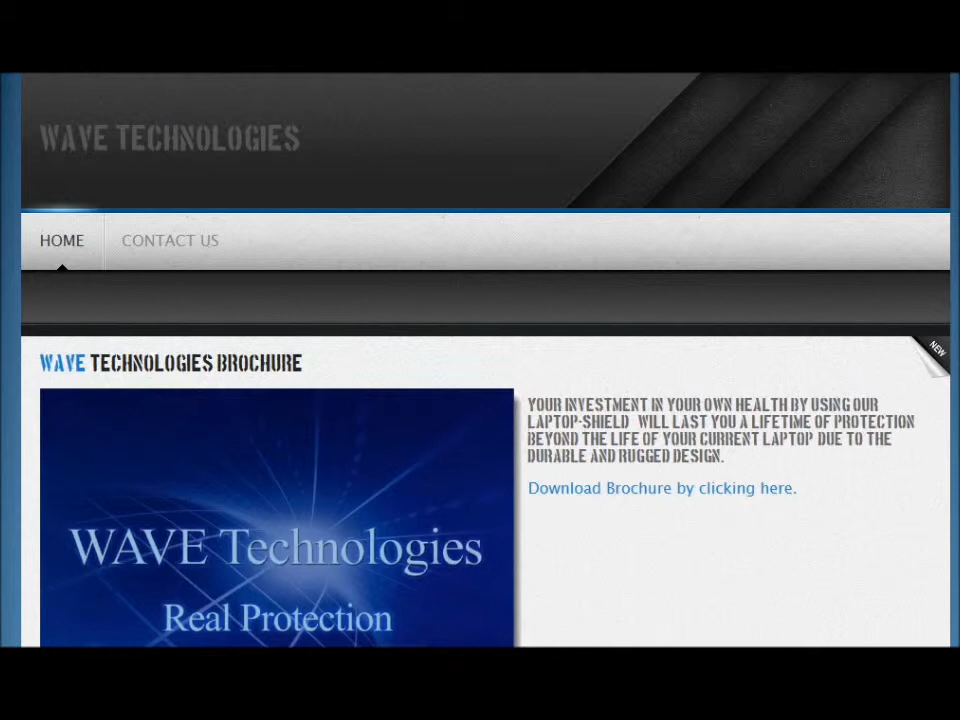 WAVE TECHNOLOGIES
HOME CONTACT US
NEW
WAVE TECHNOLOGIES BROCHURE
YOUR INVESTMENT IN YOUR OWN HEALTH BY USING OUR
LAPTOP-SHIELD WILL LAST YOU A LIFETIME OF PROTECTION
BEYOND THE LIFE OF YOUR CURRENT LAPTOP DUE TO THE
DURABLE AND RUGGED DESIGN.
Download Brochure by clicking here.
WAVE Technologies
Real Protection